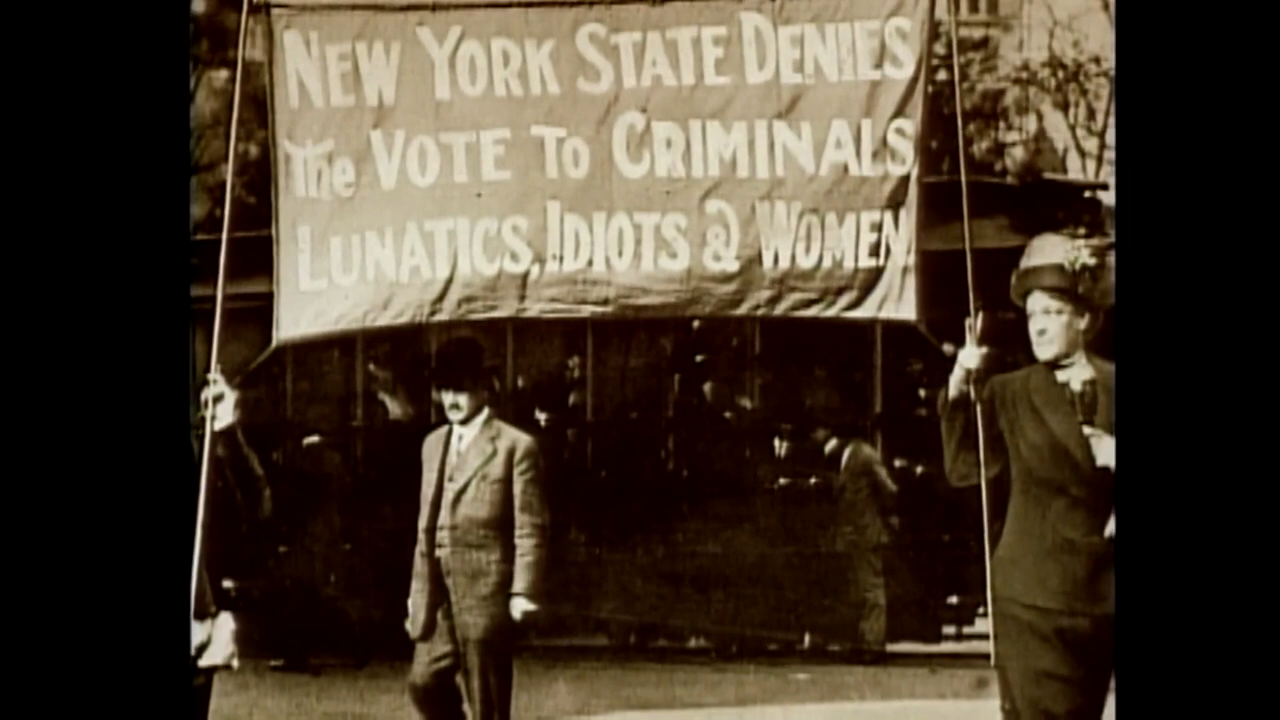 NEW YORK STATE DENIES
The VOTE TO CRIMINALS
LUNATICS, IDIOTS & WOMEN.